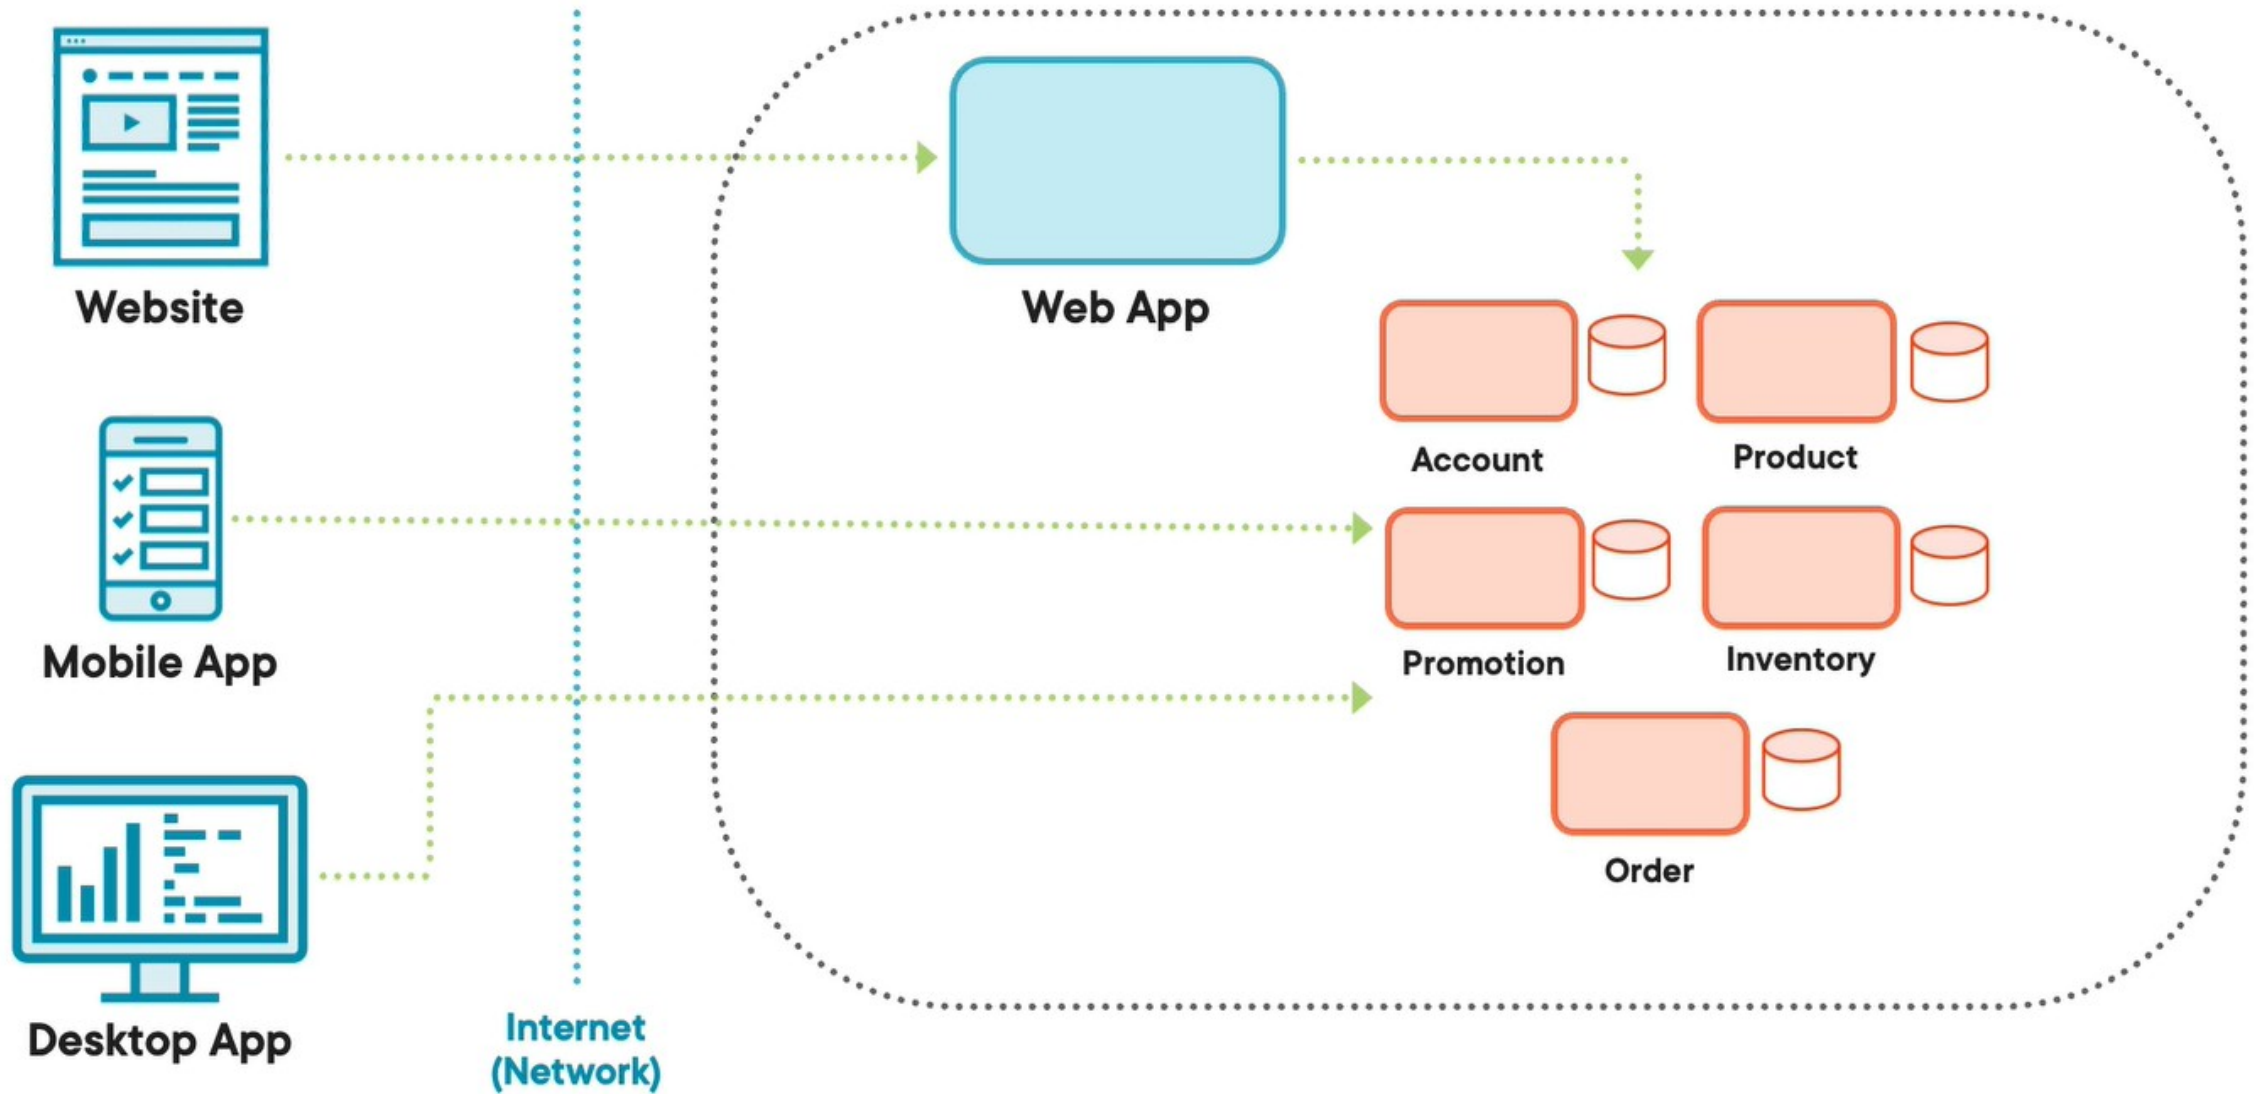 Website
Web App
Account
Product
Mobile App
Promotion
Inventory
Order
Desktop App
Internet
(Network)